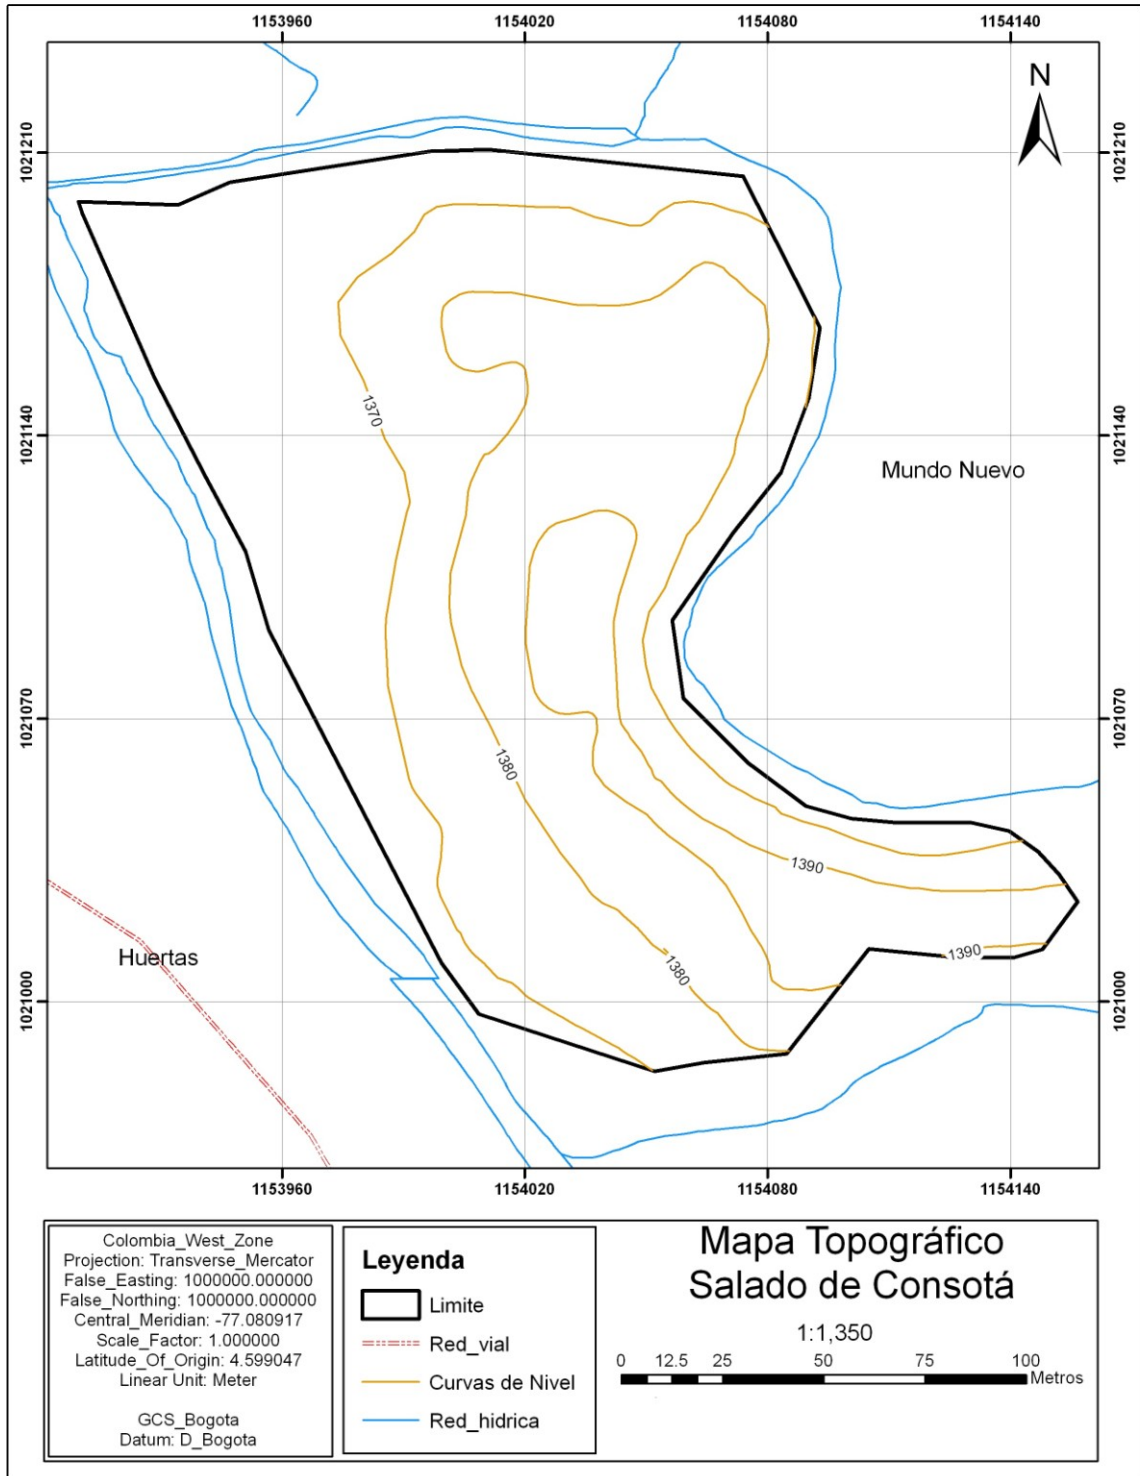 1153960 1154020 1154080 1154140
N
1021210 1021210
1370
1021140 1021140
Mundo Nuevo
1021070 1021070
1380
1390
Huertas
1390
1380
1021000 1021000
1153960 1154020 1154080 1154140
Colombia_West_Zone
Projection: Transverse_Mercator
False_Easting: 1000000.000000
False_Northing: 1000000.000000
Central_Meridian: -77.080917
Scale_Factor: 1.000000
Latitude_Of_Origin: 4.599047
Linear Unit: Meter
GCS_Bogota
Datum: D_Bogota
Leyenda
Limite
Red_vial
Curvas de Nivel
Red_hidrica
Mapa Topográfico
Salado de Consotá
1:1,350
0 12.5 25 50 75 100
Metros